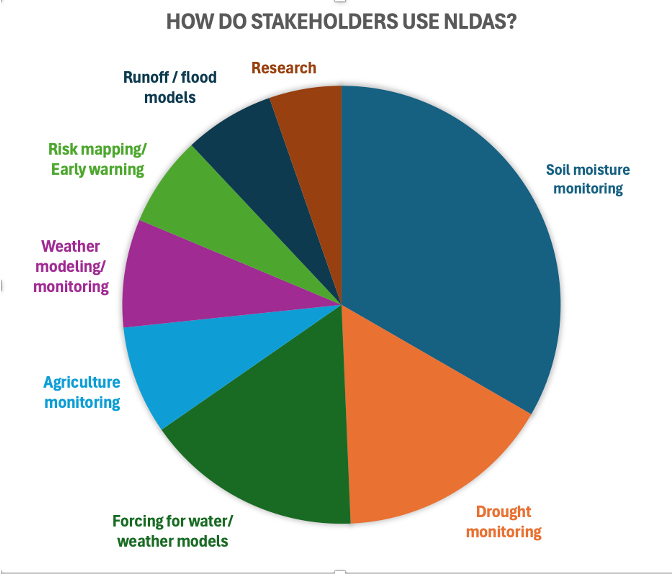 HOW DO STAKEHOLDERS USE NLDAS?
Research
Runoff / flood
models
Risk mapping/
Early warning
Soil moisture
monitoring
Weather
modeling/
monitoring
Agriculture
monitoring
Drought
monitoring
Forcing for water/
weather models